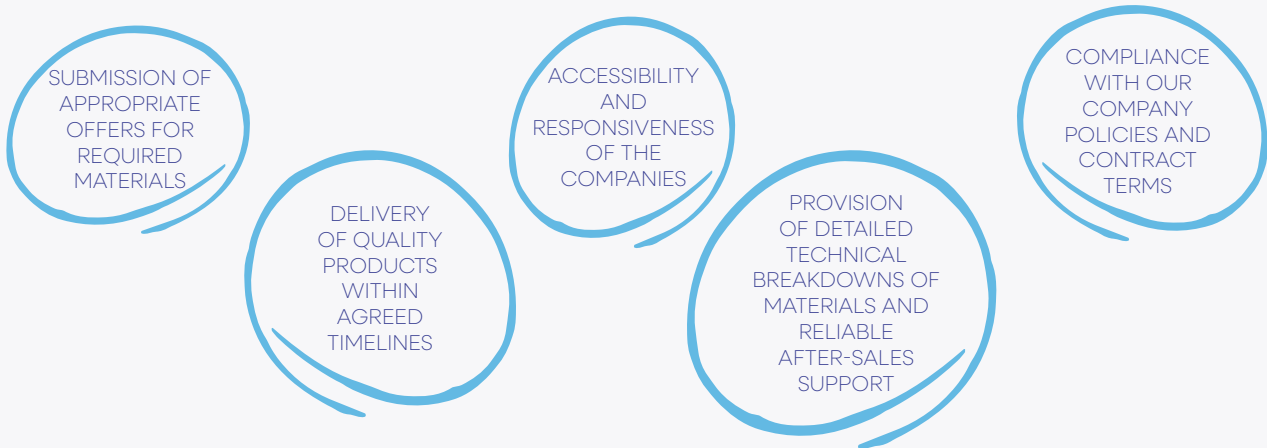 SUBMISSION OF
APPROPRIATE
OFFERS FOR
REQUIRED
MATERIALS
DELIVERY
OF QUALITY
PRODUCTS
WITHIN
AGREED
TIMELINES
ACCESSIBILITY
AND
RESPONSIVENESS
OF THE
COMPANIES
PROVISION
OF DETAILED
TECHNICAL
BREAKDOWNS OF
MATERIALS AND
RELIABLE
AFTER-SALES
SUPPORT
COMPLIANCE
WITH OUR
COMPANY
POLICIES AND
CONTRACT
TERMS